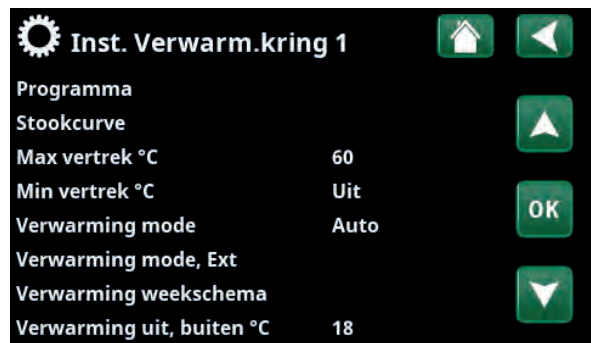 Inst. Verwarm.kring 1
Programma
Stookcurve
Max vertrek °C 60
Min vertrek °C Uit
Verwarming mode Auto
OK
Verwarming mode, Ext
Verwarming weekschema
Verwarming uit, buiten °C 18